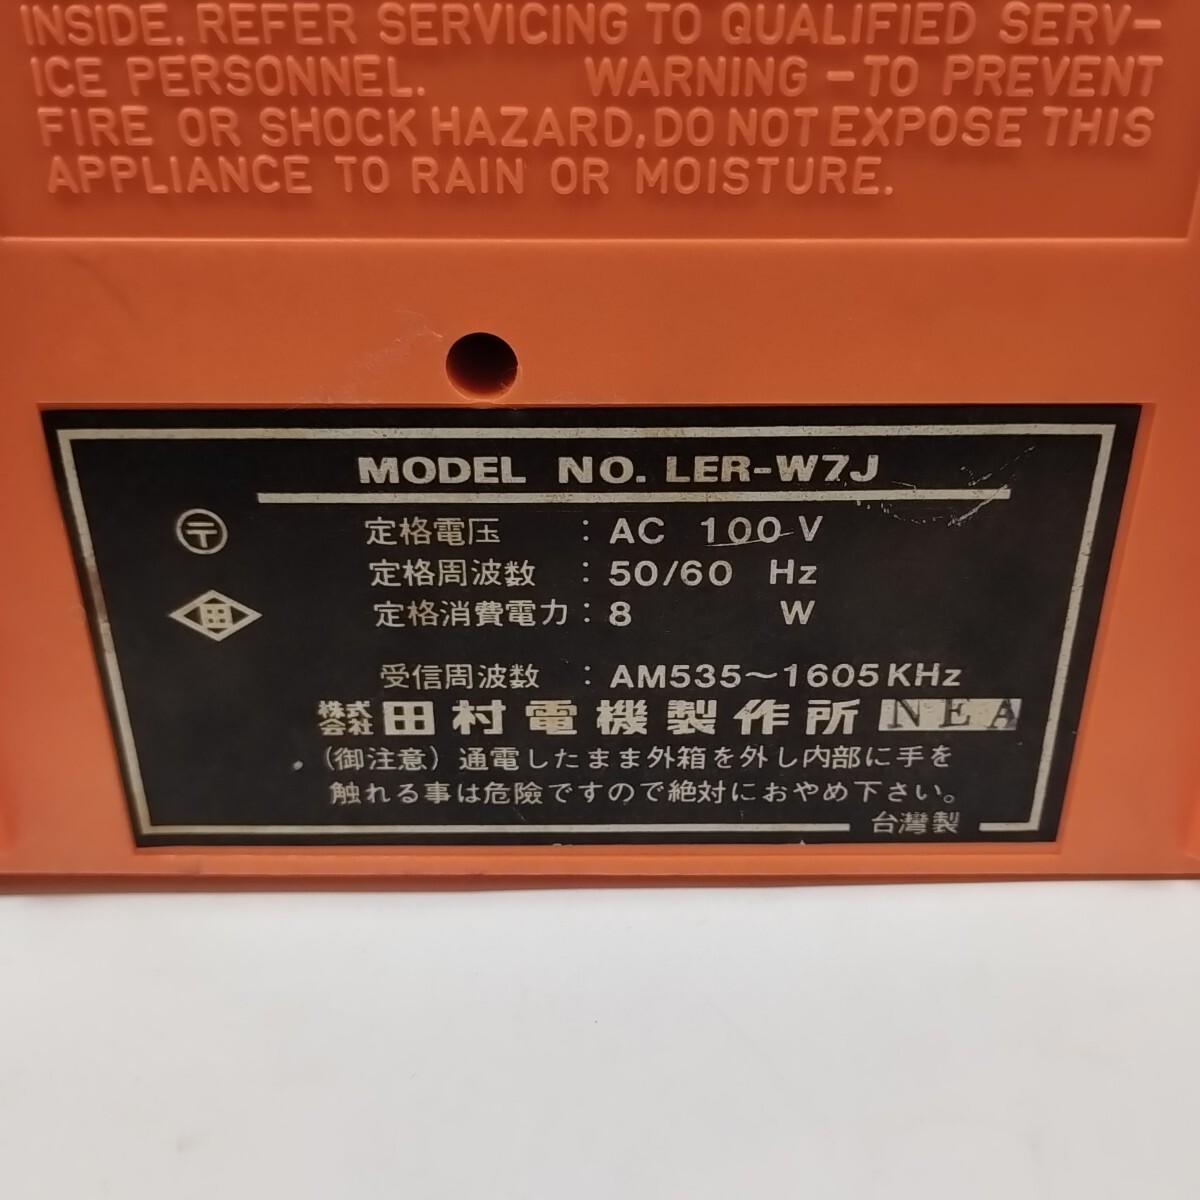 INSIDE. REFER SERVICING TO QUALIFIED SERV-
ICE PERSONNEL. WARNING - TO PREVENT
FIRE OR SHOCK HAZARD, DO NOT EXPOSE THIS
APPLIANCE TO RAIN OR MOISTURE.
MODEL NO. LER-W7J
〒 定格電圧 : AC 100 V
定格周波数 : 50/60 Hz
田 定格消費電力 : 8 W
受信周波数 : AM535~1605KHz
株式会社 田村電機製作所 NEA
(御注意) 通電したまま外箱を外し内部に手を
触れる事は危険ですので絶対におやめ下さい。
台灣製